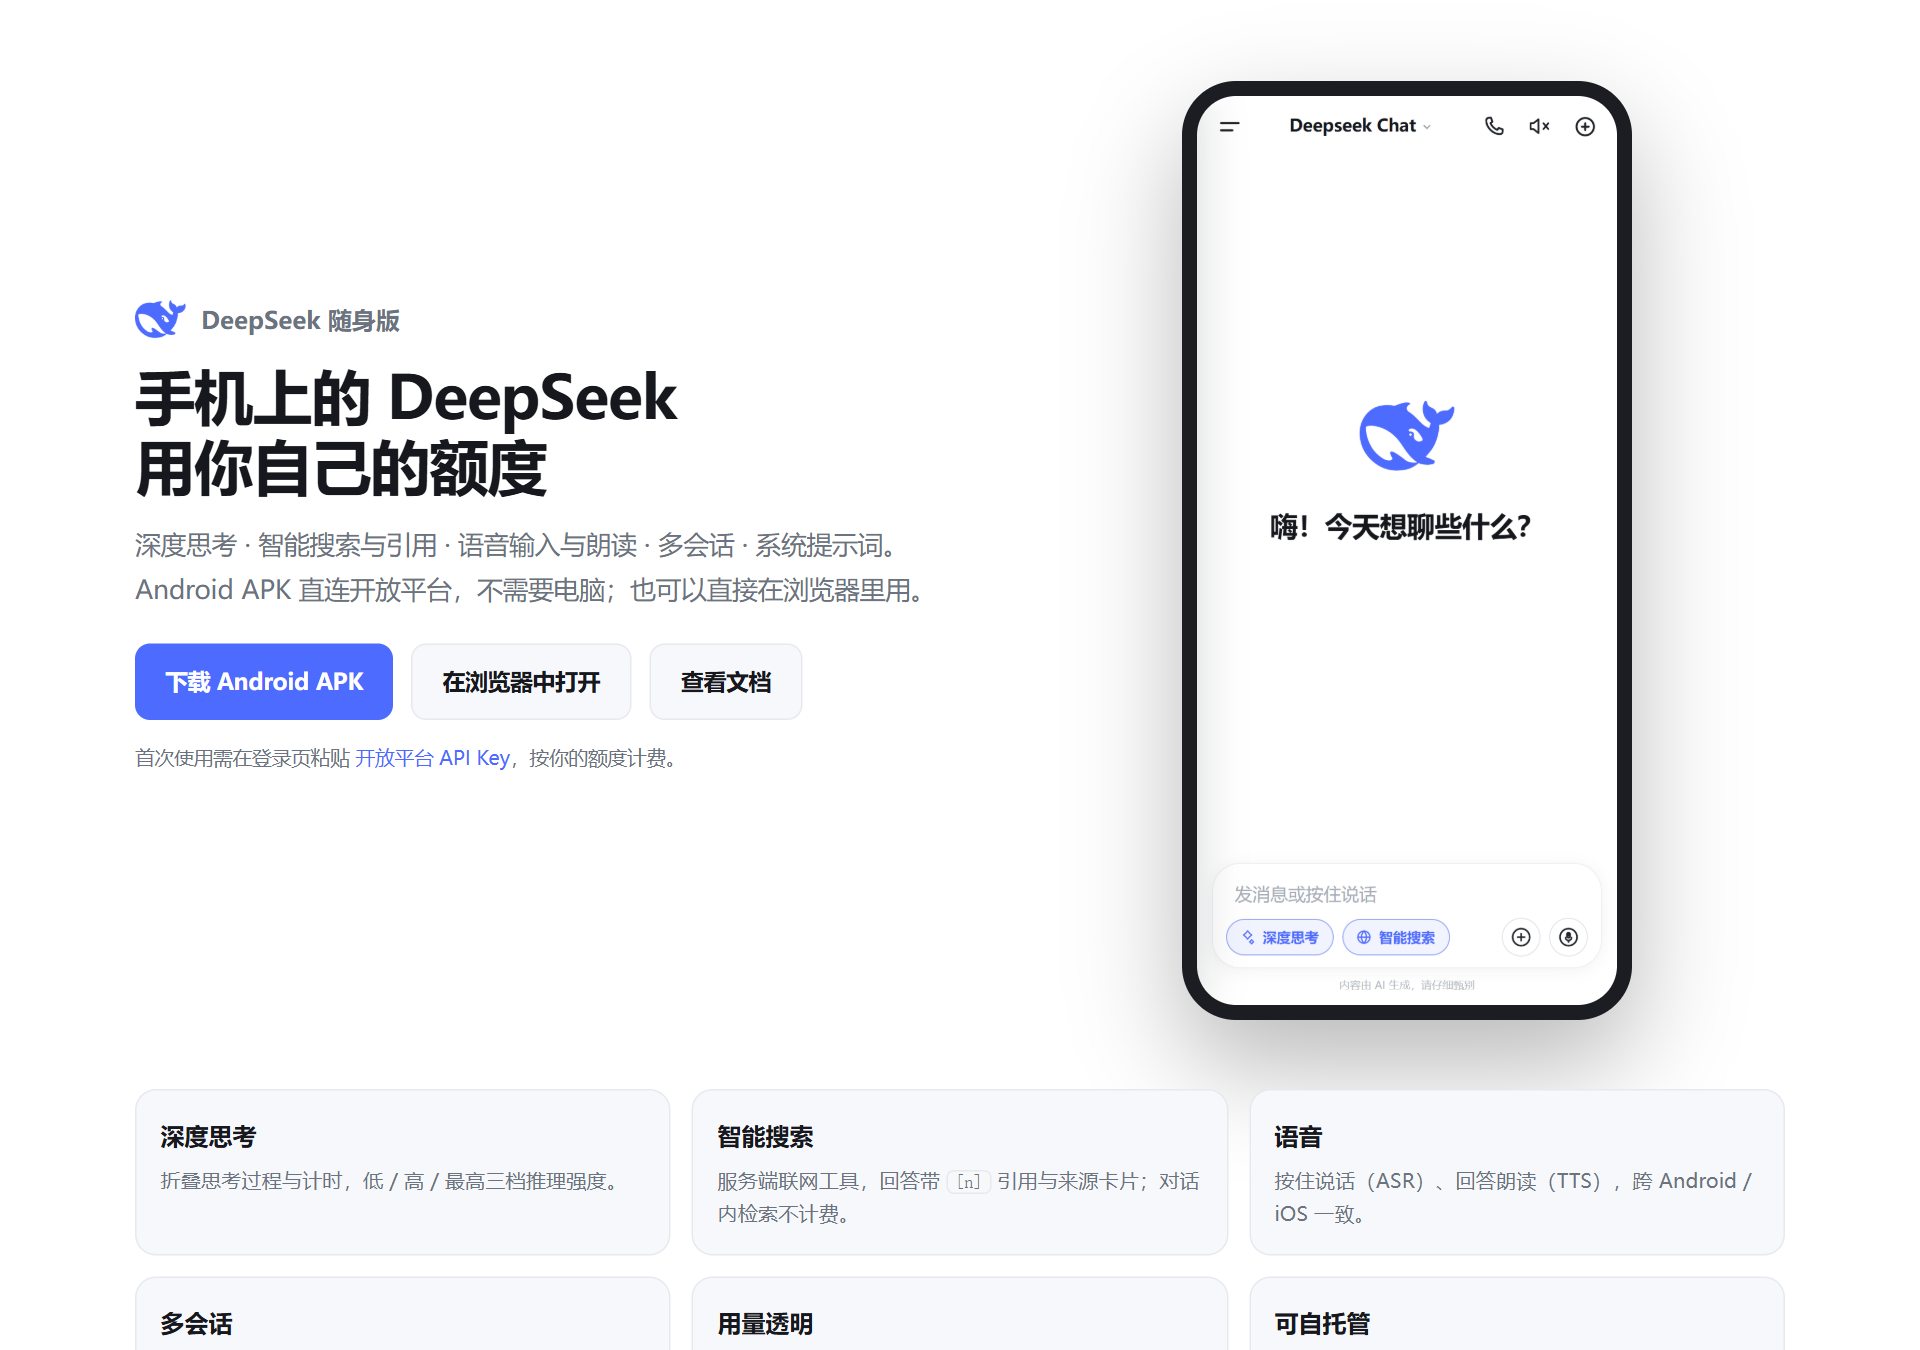 DeepSeek 随身版
手机上的 DeepSeek
用你自己的额度
深度思考 · 智能搜索与引用 · 语音输入与朗读 · 多会话 · 系统提示词。
Android APK 直连开放平台，不需要电脑；也可以直接在浏览器里用。
下载 Android APK
在浏览器中打开
查看文档
首次使用需在登录页粘贴 开放平台 API Key，按你的额度计费。
Deepseek Chat
嗨！今天想聊些什么？
发消息或按住说话
深度思考
智能搜索
内容由 AI 生成，请仔细甄别
深度思考
折叠思考过程与计时，低 / 高 / 最高三档推理强度。
智能搜索
服务端联网工具，回答带 [n] 引用与来源卡片；对话
内检索不计费。
语音
按住说话（ASR）、回答朗读（TTS），跨 Android /
iOS 一致。
多会话
用量透明
可自托管